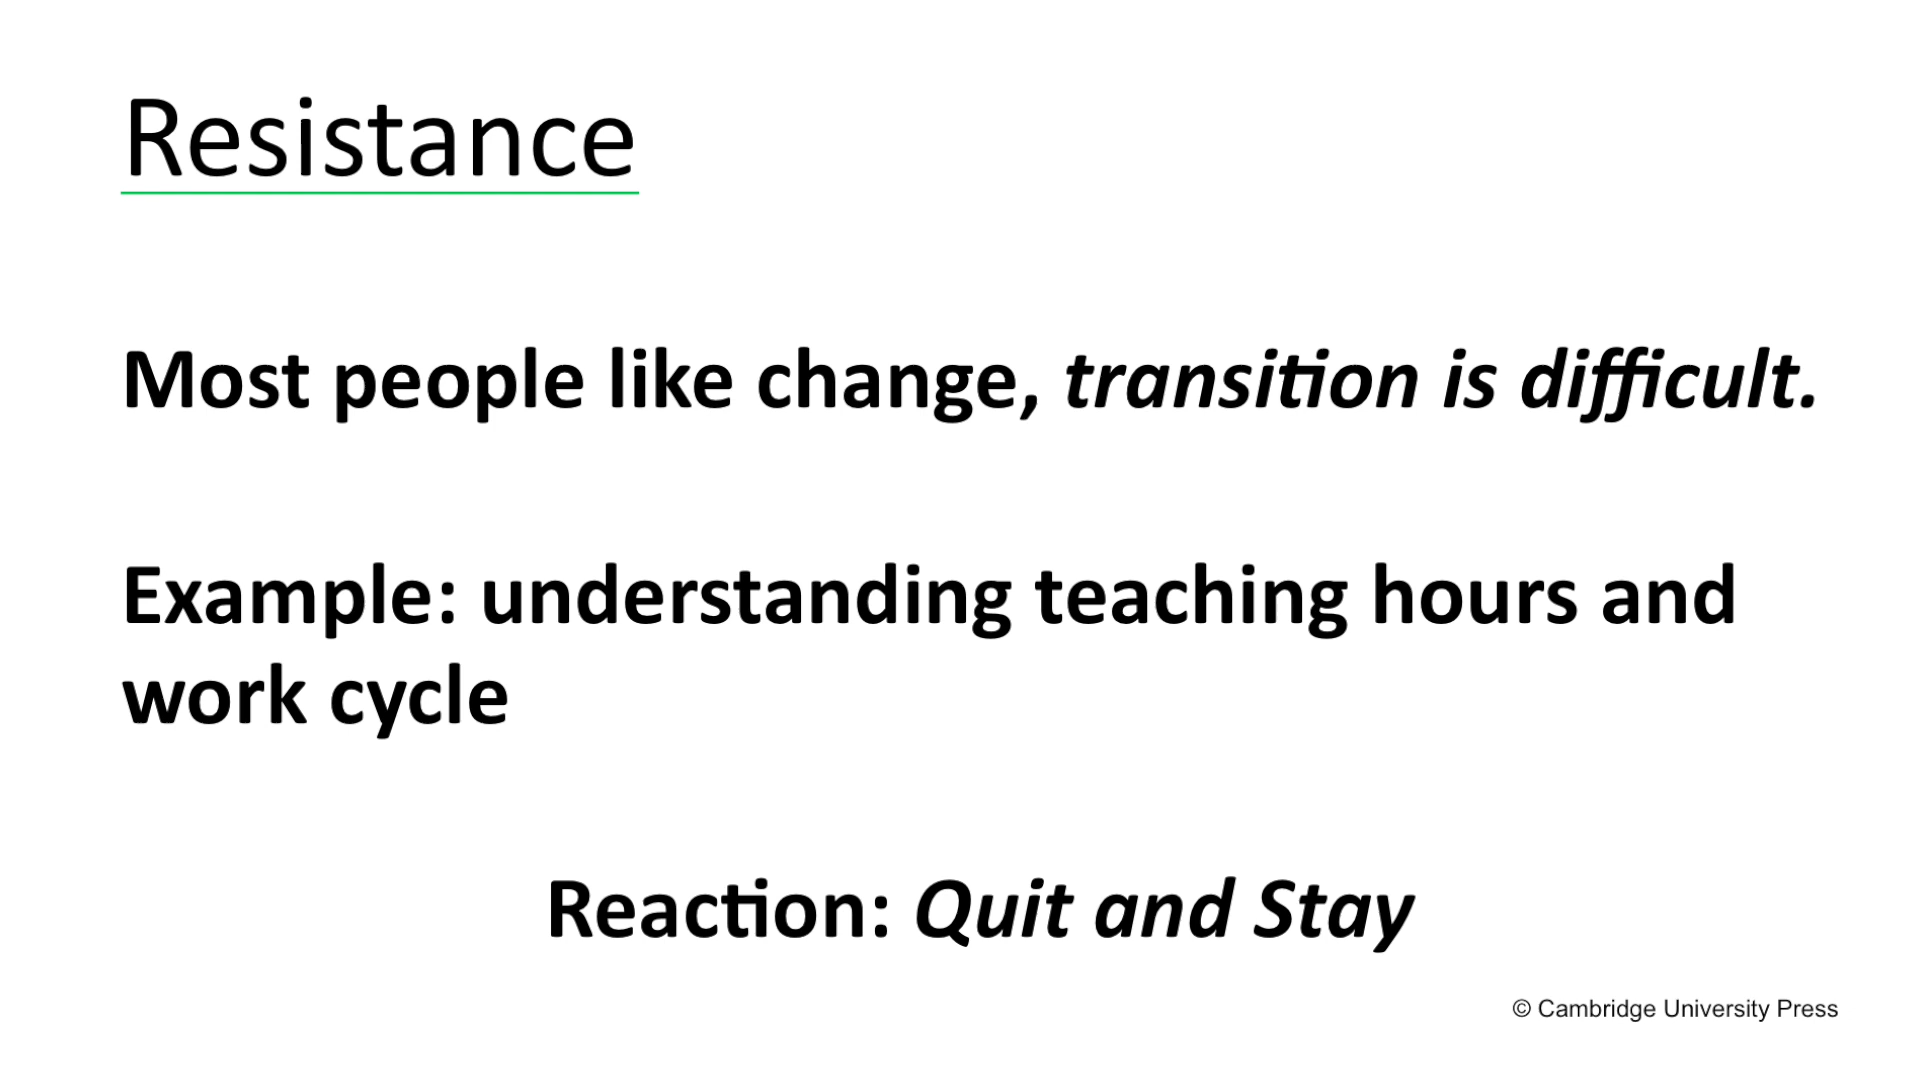 Resistance
Most people like change, transition is difficult.
Example: understanding teaching hours and
work cycle
Reaction: Quit and Stay
© Cambridge University Press